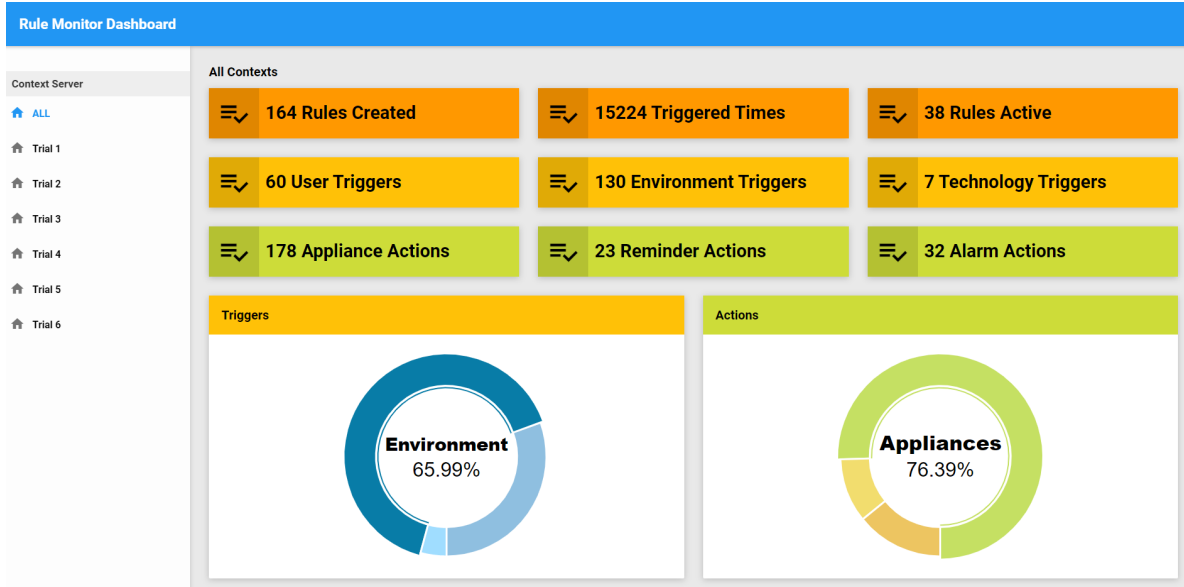 Rule Monitor Dashboard
Context Server
ALL
Trial 1
Trial 2
Trial 3
Trial 4
Trial 5
Trial 6
All Contexts
164 Rules Created
15224 Triggered Times
38 Rules Active
60 User Triggers
130 Environment Triggers
7 Technology Triggers
178 Appliance Actions
23 Reminder Actions
32 Alarm Actions
Triggers
Environment
65.99%
Actions
Appliances
76.39%